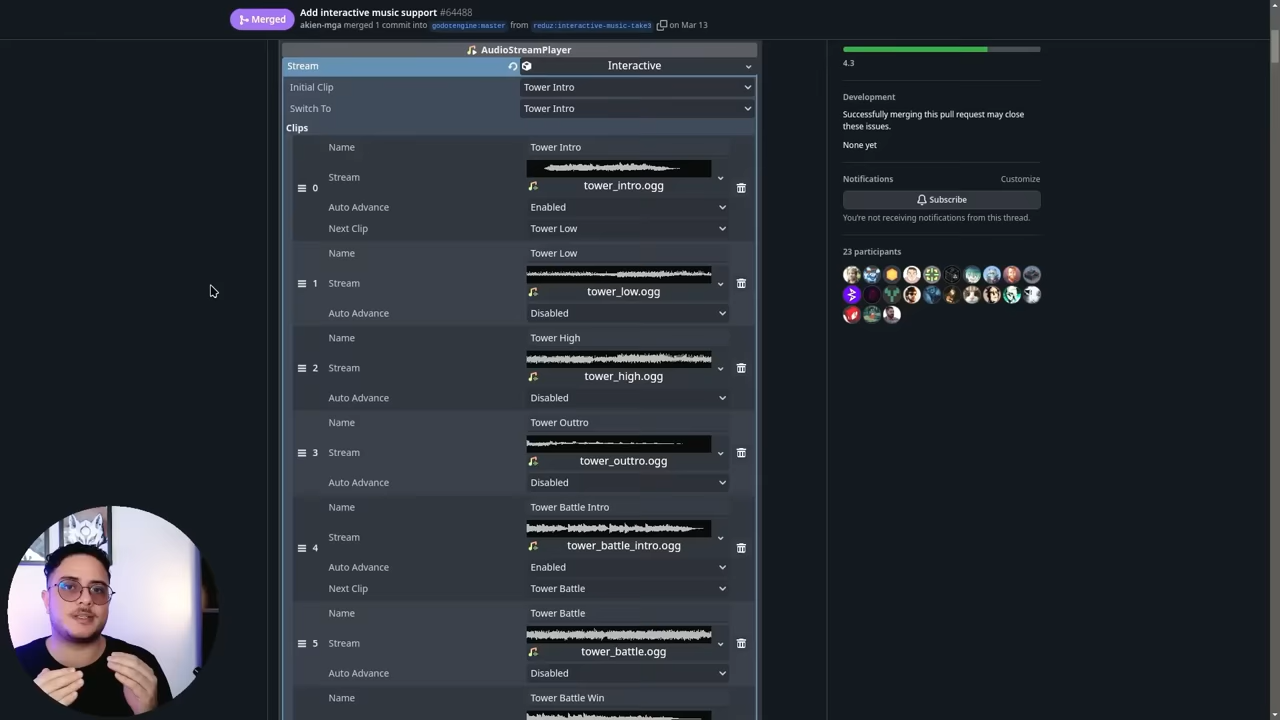 Merged
Add interactive music support #64488
akien-mga merged 1 commit into godotengine:master from reduz:interactive-music-take3 on Mar 13
AudioStreamPlayer
Stream Interactive
Initial Clip Tower Intro
Switch To Tower Intro
Clips
Name Tower Intro
0 Stream tower_intro.ogg
Auto Advance Enabled
Next Clip Tower Low
Name Tower Low
1 Stream tower_low.ogg
Auto Advance Disabled
Name Tower High
2 Stream tower_high.ogg
Auto Advance Disabled
Name Tower Outtro
3 Stream tower_outtro.ogg
Auto Advance Disabled
Name Tower Battle Intro
4 Stream tower_battle_intro.ogg
Auto Advance Enabled
Next Clip Tower Battle
Name Tower Battle
5 Stream tower_battle.ogg
Auto Advance Disabled
Name Tower Battle Win
4.3
Development
Successfully merging this pull request may close
these issues.
None yet
Notifications Customize
Subscribe
You're not receiving notifications from this thread.
23 participants